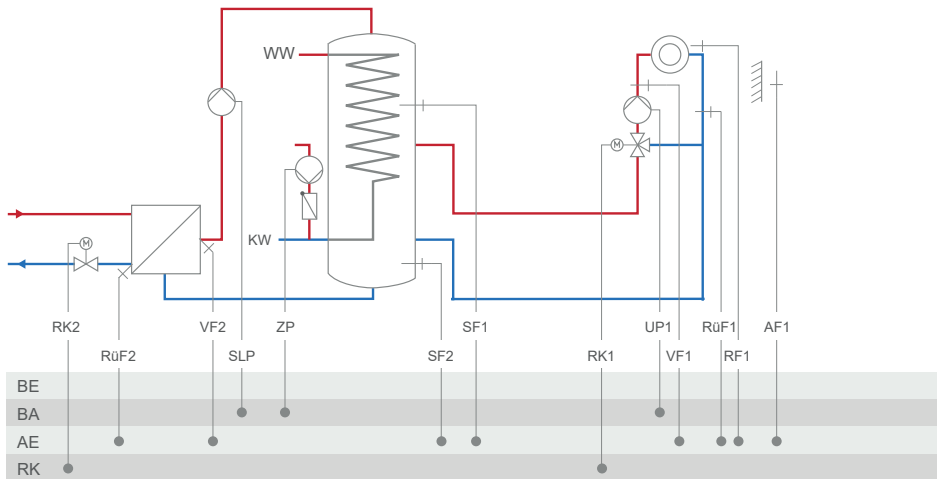 WW
M
KW
M
RK2
VF2
ZP
SF1
UP1
RüF1
AF1
RüF2
SLP
SF2
RK1
VF1
RF1
BE
BA
AE
RK